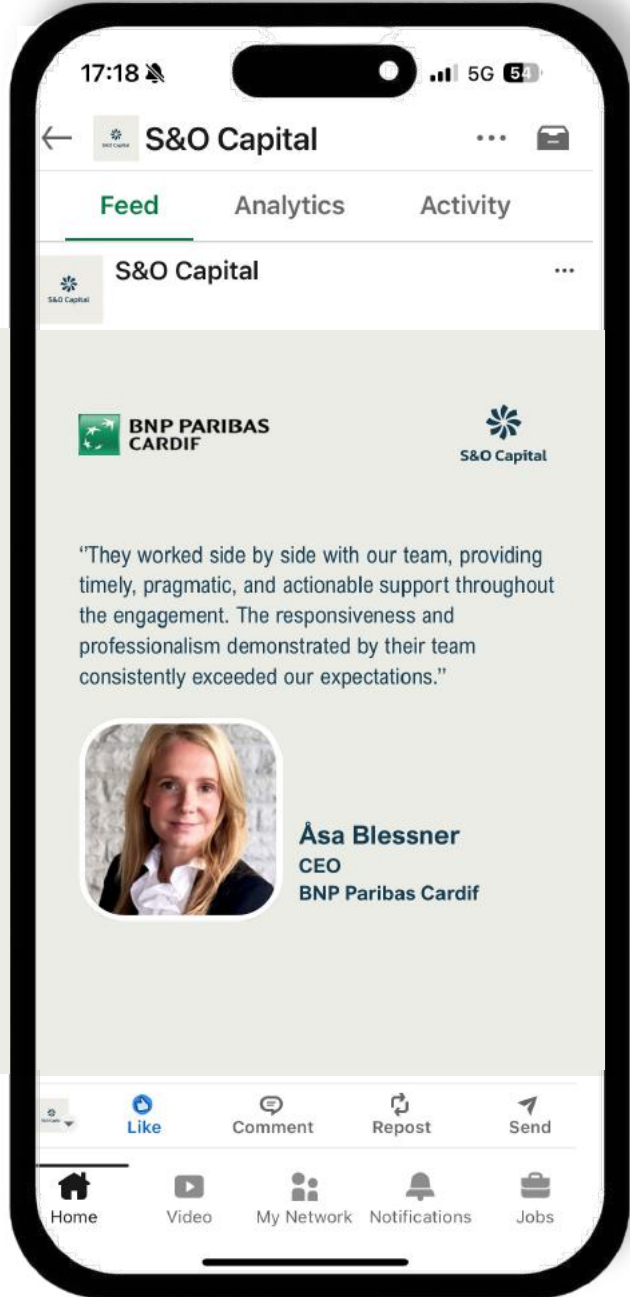 17:18
5G 54
S&O Capital
Feed Analytics Activity
S&O Capital
S&O Capital
BNP PARIBAS
CARDIF
S&O Capital
‘'They worked side by side with our team, providing
timely, pragmatic, and actionable support throughout
the engagement. The responsiveness and
professionalism demonstrated by their team
consistently exceeded our expectations.’'
Åsa Blessner
CEO
BNP Paribas Cardif
Like Comment Repost Send
Home Video My Network Notifications Jobs